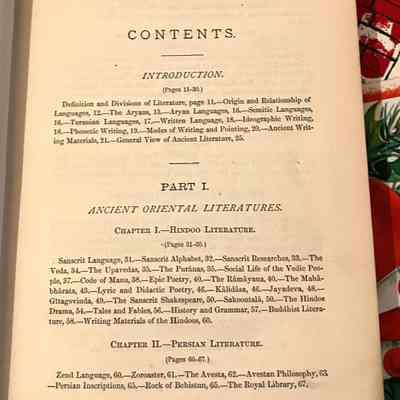 CONTENTS.
INTRODUCTION.
(Pages 11-30.)
Definition and Divisions of Literature, page 11.—Origin and Relationship of
Languages, 12.—The Aryans, 13.—Aryan Languages, 16.—Semitic Languages,
16.—Turanian Languages, 17.—Written Language, 18.—Ideographic Writing,
18.—Phonetic Writing, 19.—Modes of Writing and Pointing, 20.—Ancient Writ-
ing Materials, 21.—General View of Ancient Literature, 25.
PART I.
ANCIENT ORIENTAL LITERATURES.
CHAPTER I.—HINDOO LITERATURE.
(Pages 31-60.)
Sanscrit Language, 31.—Sanscrit Alphabet, 32.—Sanscrit Researches, 33.—The
Veda, 34.—The Upavedas, 35.—The Puránas, 35.—Social Life of the Vedic Peo-
ple, 37.—Code of Manu, 38.—Epic Poetry, 40.—The Râmâyana, 40.—The Mahâ-
bhârata, 43.—Lyric and Didactic Poetry, 46.—Kâlidâsa, 46.—Jayadeva, 48.—
Gîtagovinda, 49.—The Sanscrit Shakespeare, 50.—Sakoontalâ, 50.—The Hindoo
Drama, 54.—Tales and Fables, 56.—History and Grammar, 57.—Buddhist Litera-
ture, 58.—Writing Materials of the Hindoos, 60.
CHAPTER II.—PERSIAN LITERATURE.
(Pages 60-67.)
Zend Language, 60.—Zoroaster, 61.—The Avesta, 62.—Avestan Philosophy, 63.
—Persian Inscriptions, 65.—Rock of Behistun, 65.—The Royal Library, 67.